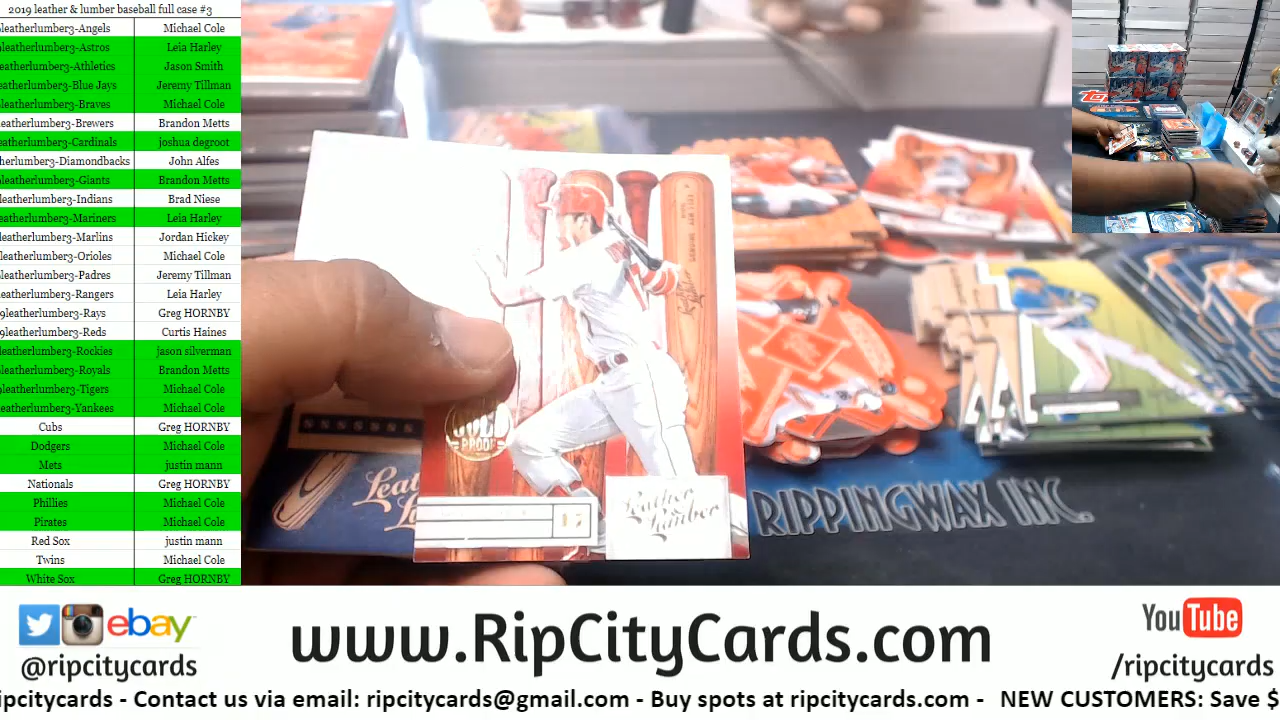 2019 leather & lumber baseball full case #3
leatherlumber3-Angels Michael Cole
leatherlumber3-Astros Leia Harley
leatherlumber3-Athletics Jason Smith
eatherlumber3-Blue Jays Jeremy Tillman
leatherlumber3-Braves Michael Cole
leatherlumber3-Brewers Brandon Metts
leatherlumber3-Cardinals joshua degroot
herlumber3-Diamondbacks John Alfes
leatherlumber3-Giants Brandon Metts
leatherlumber3-Indians Brad Niese
leatherlumber3-Mariners Leia Harley
leatherlumber3-Marlins Jordan Hickey
leatherlumber3-Orioles Michael Cole
leatherlumber3-Padres Jeremy Tillman
leatherlumber3-Rangers Leia Harley
9leatherlumber3-Rays Greg HORNBY
9leatherlumber3-Reds Curtis Haines
leatherlumber3-Rockies jason silverman
leatherlumber3-Royals Brandon Metts
leatherlumber3-Tigers Michael Cole
eatherlumber3-Yankees Michael Cole
Cubs Greg HORNBY
Dodgers Michael Cole
Mets justin mann
Nationals Greg HORNBY
Phillies Michael Cole
Pirates Michael Cole
Red Sox justin mann
Twins Michael Cole
White Sox Greg HORNBY
GOLD
PROOF
17
Leather
Lumber
RIPPINGWAX INC.
ebay
@ripcitycards
www.RipCityCards.com
YouTube
/ripcitycards
ipcitycards - Contact us via email: ripcitycards@gmail.com - Buy spots at ripcitycards.com - NEW CUSTOMERS: Save $